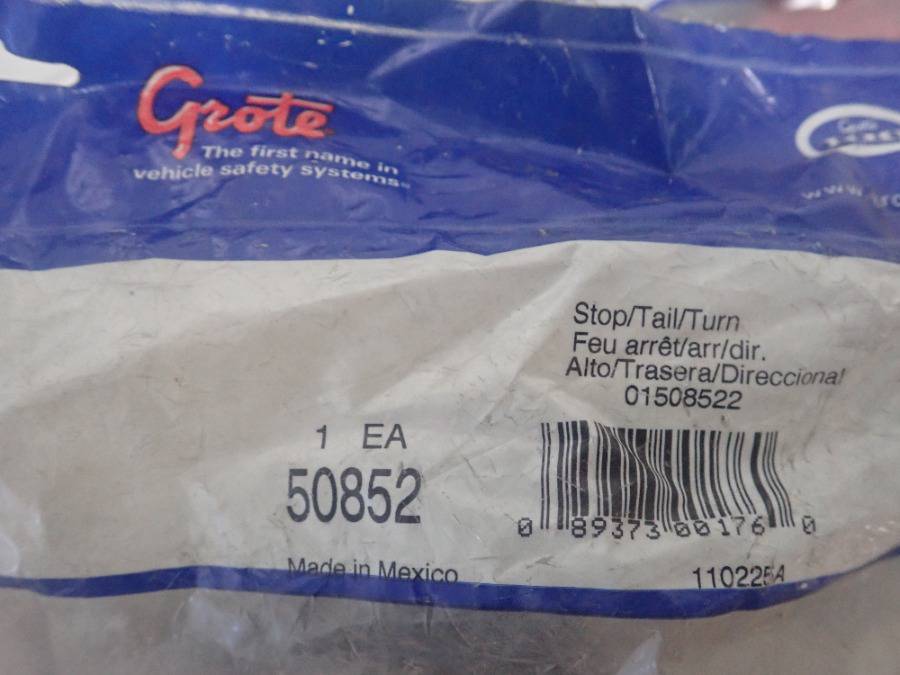 Grote
The first name in
vehicle safety systems
Stop/Tail/Turn
Feu arrêt/arr/dir.
Alto/Trasera/Direccional
01508522
1 EA
50852
0 89373 00176 0
Made in Mexico